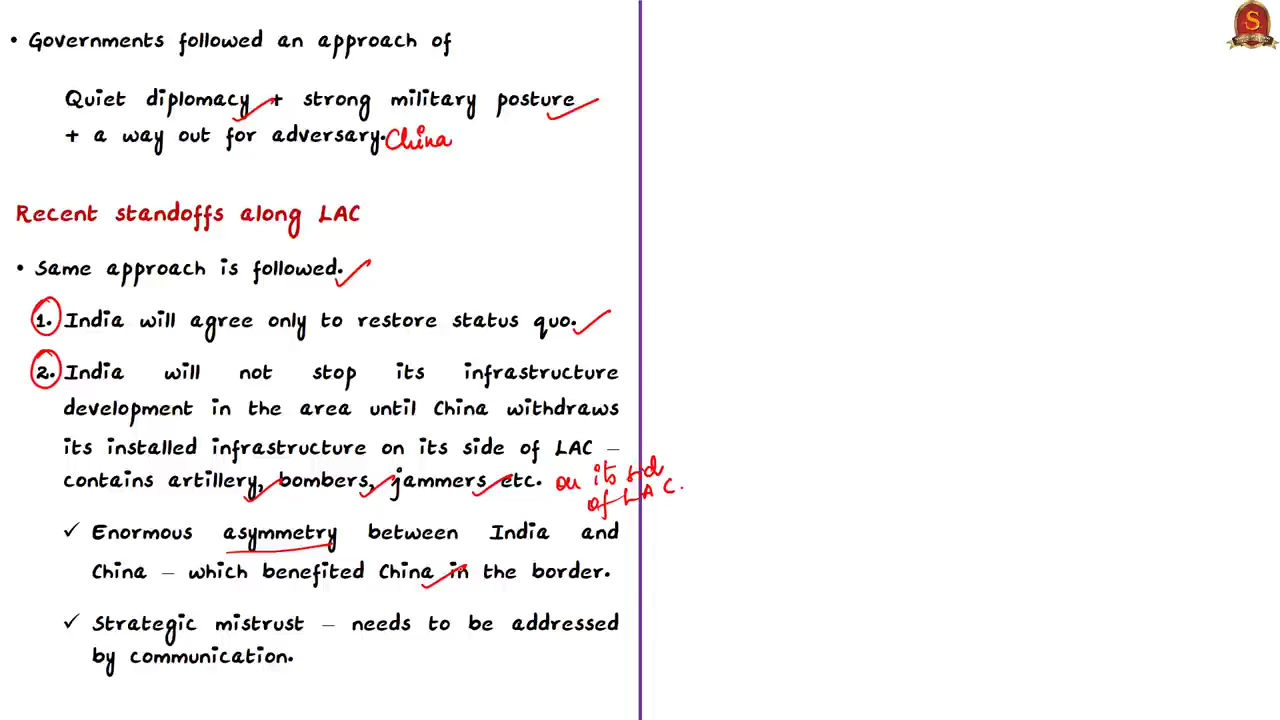 • Governments followed an approach of
Quiet diplomacy + strong military posture
+ a way out for adversary. China
Recent standoffs along LAC
• Same approach is followed.
1. India will agree only to restore status quo.
2. India will not stop its infrastructure
development in the area until China withdraws
its installed infrastructure on its side of LAC –
contains artillery, bombers, jammers etc. on its side
of LAC.
✓ Enormous asymmetry between India and
China – which benefited China in the border.
✓ Strategic mistrust – needs to be addressed
by communication.
S